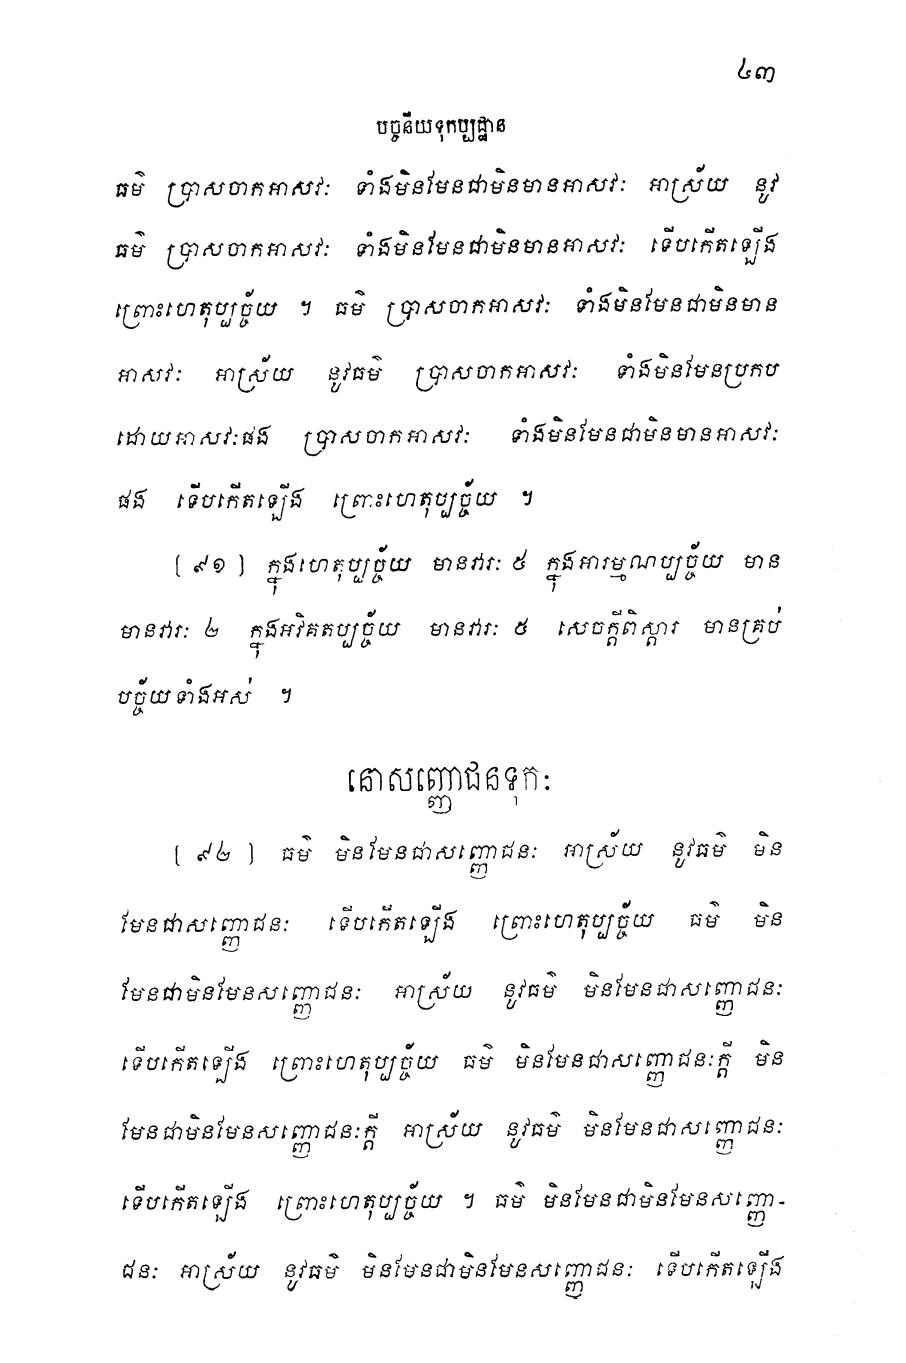 ៤៣
បច្ចនីយទុកប្បដ្ឋាន
ធម៌ ប្រាសចាកអាសវៈ ទាំងមិនមែនជាមិនមានអាសវៈ អាស្រ័យ នូវ
ធម៌ ប្រាសចាកអាសវៈ ទាំងមិនមែនជាមិនមានអាសវៈ ទើបកើតឡើង
ព្រោះហេតុប្បច្ច័យ ។ ធម៌ ប្រាសចាកអាសវៈ ទាំងមិនមែនជាមិនមាន
អាសវៈ អាស្រ័យ នូវធម៌ ប្រាសចាកអាសវៈ ទាំងមិនមែនប្រកប
ដោយអាសវៈផង ប្រាសចាកអាសវៈ ទាំងមិនមែនជាមិនមានអាសវៈ
ផង ទើបកើតឡើង ព្រោះហេតុប្បច្ច័យ ។
[ ៩១ ] ក្នុងហេតុប្បច្ច័យ មានវារៈ ៥ ក្នុងអារម្មណប្បច្ច័យ មាន
មានវារៈ ២ ក្នុងអវិគតប្បច្ច័យ មានវារៈ ៥ សេចក្តីពិស្តារ មានគ្រប់
បច្ច័យទាំងអស់ ។
នោសញ្ញោជនទុកៈ
[ ៩២ ] ធម៌ មិនមែនជាសញ្ញោជនៈ អាស្រ័យ នូវធម៌ មិន
មែនជាសញ្ញោជនៈ ទើបកើតឡើង ព្រោះហេតុប្បច្ច័យ ធម៌ មិន
មែនជាមិនមែនសញ្ញោជនៈ អាស្រ័យ នូវធម៌ មិនមែនជាសញ្ញោជនៈ
ទើបកើតឡើង ព្រោះហេតុប្បច្ច័យ ធម៌ មិនមែនជាសញ្ញោជនៈក្តី មិន
មែនជាមិនមែនសញ្ញោជនៈក្តី អាស្រ័យ នូវធម៌ មិនមែនជាសញ្ញោជនៈ
ទើបកើតឡើង ព្រោះហេតុប្បច្ច័យ ។ ធម៌ មិនមែនជាមិនមែនសញ្ញោ-
ជនៈ អាស្រ័យ នូវធម៌ មិនមែនជាមិនមែនសញ្ញោជនៈ ទើបកើតឡើង